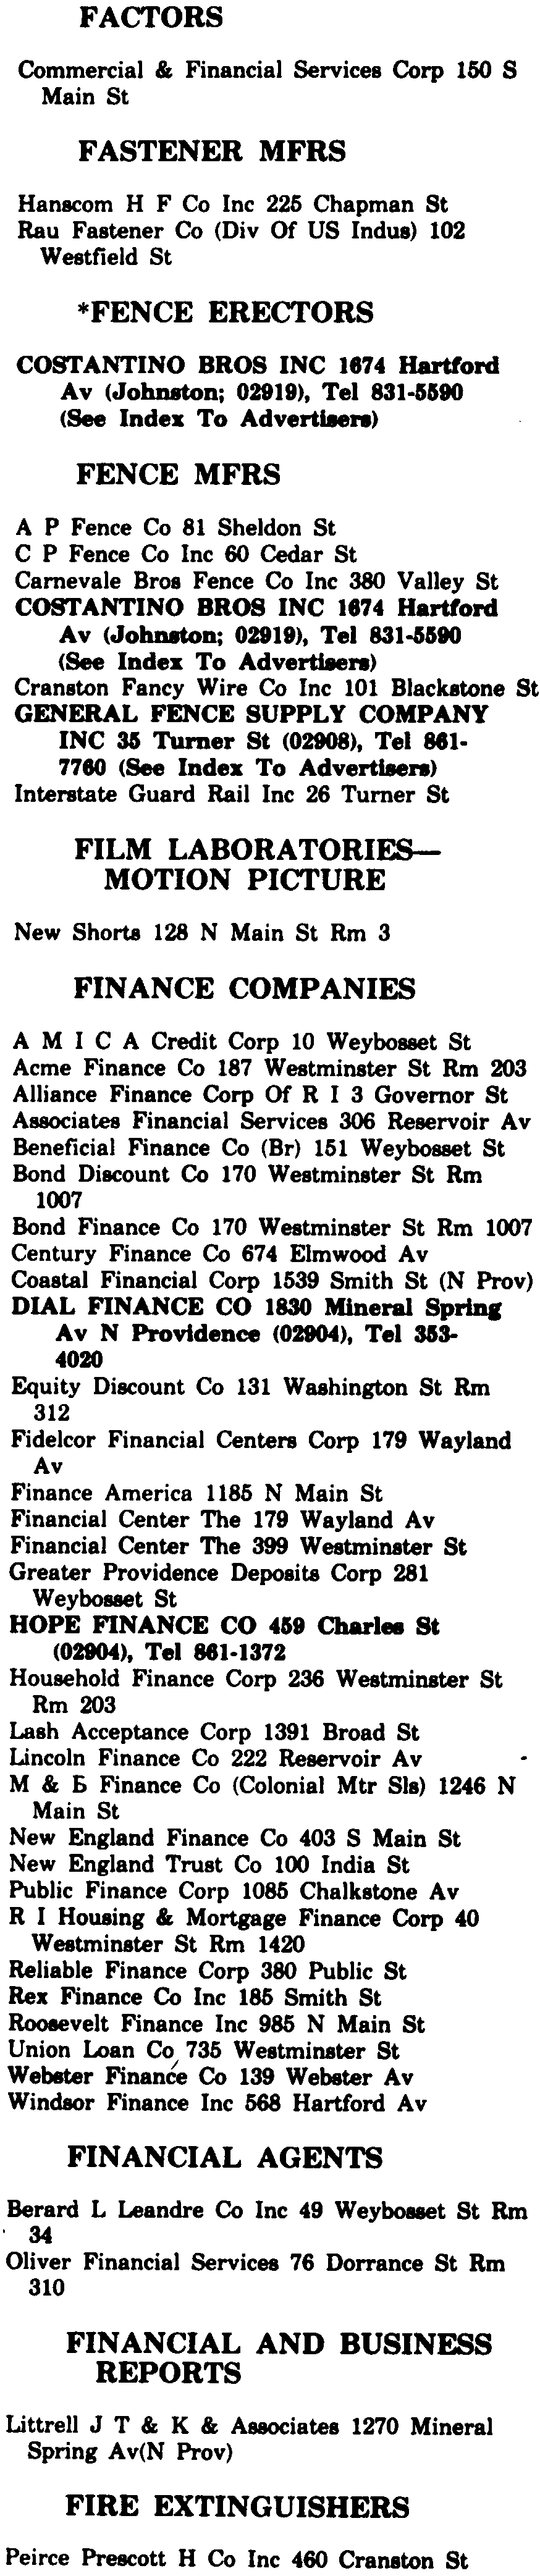 FACTORS
Commercial & Financial Services Corp 150 S
Main St
FASTENER MFRS
Hanscom H F Co Inc 225 Chapman St
Rau Fastener Co (Div Of US Indus) 102
Westfield St
*FENCE ERECTORS
COSTANTINO BROS INC 1674 Hartford
Av (Johnston; 02919), Tel 831-5590
(See Index To Advertisers)
FENCE MFRS
A P Fence Co 81 Sheldon St
C P Fence Co Inc 60 Cedar St
Carnevale Bros Fence Co Inc 380 Valley St
COSTANTINO BROS INC 1674 Hartford
Av (Johnston; 02919), Tel 831-5590
(See Index To Advertisers)
Cranston Fancy Wire Co Inc 101 Blackstone St
GENERAL FENCE SUPPLY COMPANY
INC 35 Turner St (02908), Tel 861-
7760 (See Index To Advertisers)
Interstate Guard Rail Inc 26 Turner St
FILM LABORATORIES—
MOTION PICTURE
New Shorts 128 N Main St Rm 3
FINANCE COMPANIES
A M I C A Credit Corp 10 Weybosset St
Acme Finance Co 187 Westminster St Rm 203
Alliance Finance Corp Of R I 3 Governor St
Associates Financial Services 306 Reservoir Av
Beneficial Finance Co (Br) 151 Weybosset St
Bond Discount Co 170 Westminster St Rm
1007
Bond Finance Co 170 Westminster St Rm 1007
Century Finance Co 674 Elmwood Av
Coastal Financial Corp 1539 Smith St (N Prov)
DIAL FINANCE CO 1830 Mineral Spring
Av N Providence (02904), Tel 353-
4020
Equity Discount Co 131 Washington St Rm
312
Fidelcor Financial Centers Corp 179 Wayland
Av
Finance America 1185 N Main St
Financial Center The 179 Wayland Av
Financial Center The 399 Westminster St
Greater Providence Deposits Corp 281
Weybosset St
HOPE FINANCE CO 459 Charles St
(02904), Tel 861-1372
Household Finance Corp 236 Westminster St
Rm 203
Lash Acceptance Corp 1391 Broad St
Lincoln Finance Co 222 Reservoir Av
M & Finance Co (Colonial Mtr Sls) 1246 N
Main St
New England Finance Co 403 S Main St
New England Trust Co 100 India St
Public Finance Corp 1085 Chalkstone Av
R I Housing & Mortgage Finance Corp 40
Westminster St Rm 1420
Reliable Finance Corp 380 Public St
Rex Finance Co Inc 185 Smith St
Roosevelt Finance Inc 985 N Main St
Union Loan Co 735 Westminster St
Webster Finance Co 139 Webster Av
Windsor Finance Inc 568 Hartford Av
FINANCIAL AGENTS
Berard L Leandre Co Inc 49 Weybosset St Rm
34
Oliver Financial Services 76 Dorrance St Rm
310
FINANCIAL AND BUSINESS
REPORTS
Littrell J T & K & Associates 1270 Mineral
Spring Av(N Prov)
FIRE EXTINGUISHERS
Peirce Prescott H Co Inc 460 Cranston St